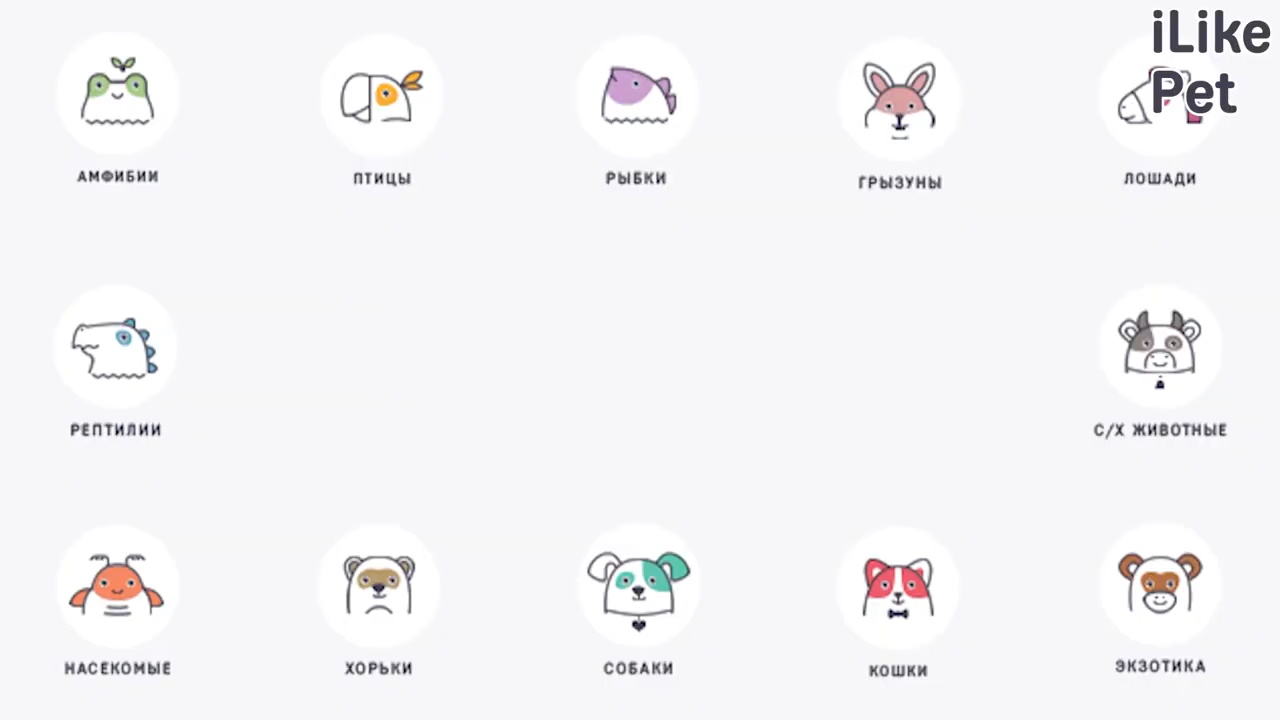 iLike
Pet
АМФИБИИ
ПТИЦЫ
РЫБКИ
ГРЫЗУНЫ
ЛОШАДИ
РЕПТИЛИИ
С/Х ЖИВОТНЫЕ
НАСЕКОМЫЕ
ХОРЬКИ
СОБАКИ
КОШКИ
ЭКЗОТИКА